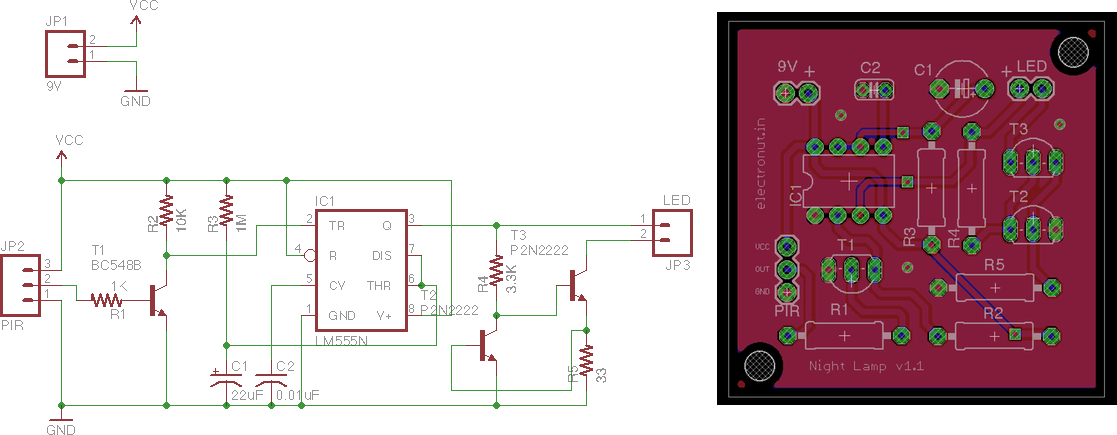 JP1
VCC
2
1
9V
GND
VCC
R2
10K
R3
1M
IC1
2 TR Q 3
4 R DIS 7
5 CV THR 6
1 GND V+ 8
LM555N
T3
P2N2222
T2
P2N2222
R4
3.3K
LED
1
2
JP3
JP2
3
2
1
PIR
T1
BC548B
1K
R1
R5
33
+
C1
22uF
C2
0.01uF
GND
9V +
C2
C1
+ LED
electronut.in
IC1
T3
T2
R3
R4
VCC
OUT
GND
PIR
T1
R5
R1
R2
Night Lamp v1.1